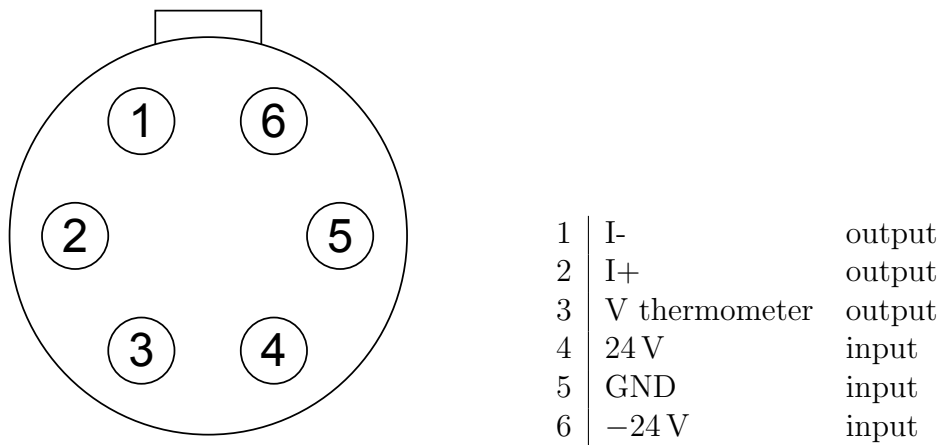 1 6
2 5
3 4
1 I- output
2 I+ output
3 V thermometer output
4 24 V input
5 GND input
6 −24 V input